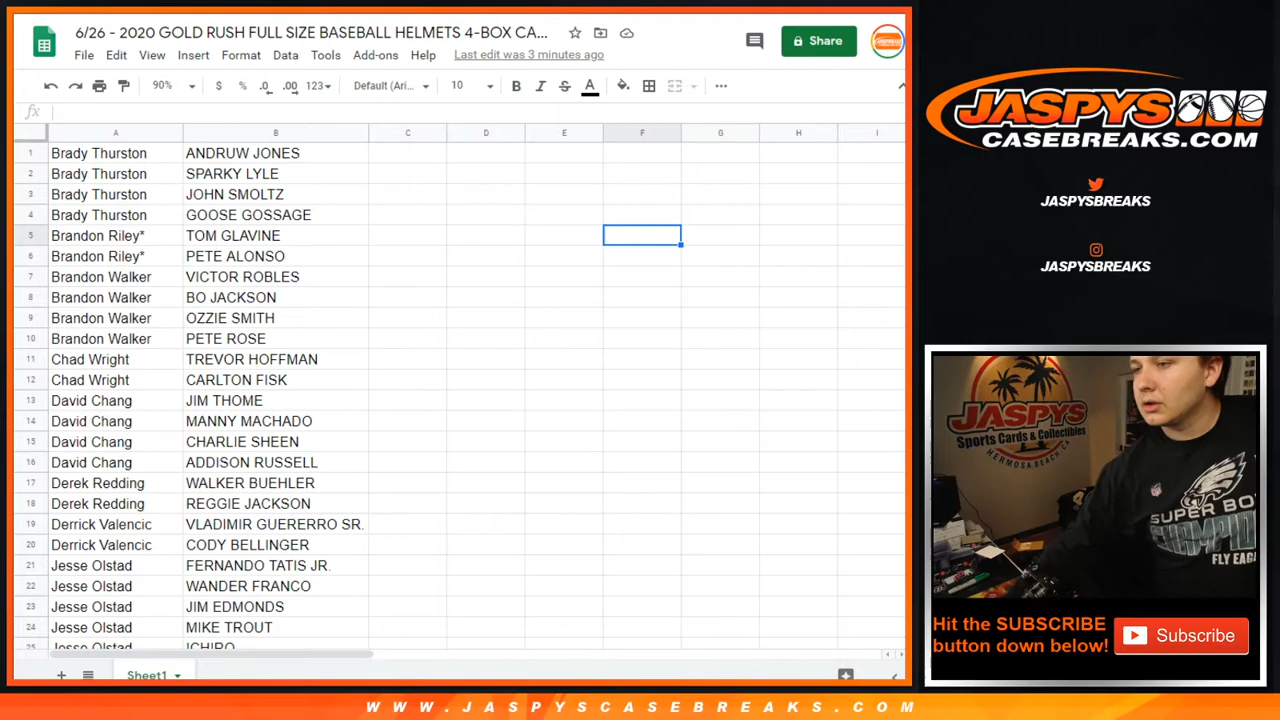 6/26 - 2020 GOLD RUSH FULL SIZE BASEBALL HELMETS 4-BOX CA...
File Edit View Insert Format Data Tools Add-ons Help Last edit was 3 minutes ago
Share
90% $ % .0 .00 123 Default (Ari... 10 B I S A
fx
A B C D E F G H I
1 Brady Thurston ANDRUW JONES
2 Brady Thurston SPARKY LYLE
3 Brady Thurston JOHN SMOLTZ
4 Brady Thurston GOOSE GOSSAGE
5 Brandon Riley* TOM GLAVINE
6 Brandon Riley* PETE ALONSO
7 Brandon Walker VICTOR ROBLES
8 Brandon Walker BO JACKSON
9 Brandon Walker OZZIE SMITH
10 Brandon Walker PETE ROSE
11 Chad Wright TREVOR HOFFMAN
12 Chad Wright CARLTON FISK
13 David Chang JIM THOME
14 David Chang MANNY MACHADO
15 David Chang CHARLIE SHEEN
16 David Chang ADDISON RUSSELL
17 Derek Redding WALKER BUEHLER
18 Derek Redding REGGIE JACKSON
19 Derrick Valencic VLADIMIR GUERERRO SR.
20 Derrick Valencic CODY BELLINGER
21 Jesse Olstad FERNANDO TATIS JR.
22 Jesse Olstad WANDER FRANCO
23 Jesse Olstad JIM EDMONDS
24 Jesse Olstad MIKE TROUT
25 Jesse Olstad ICHIRO
Sheet1
JASPYS
CASEBREAKS.COM
JASPYSBREAKS
JASPYSBREAKS
JASPYS
Sports Cards & Collectibles
HERMOSA BEACH, CA
NFL
SUPER BO
CHAMPION
FLY EAG
Hit the SUBSCRIBE
button down below!
Subscribe
WWW.JASPYSCASEBREAKS.COM